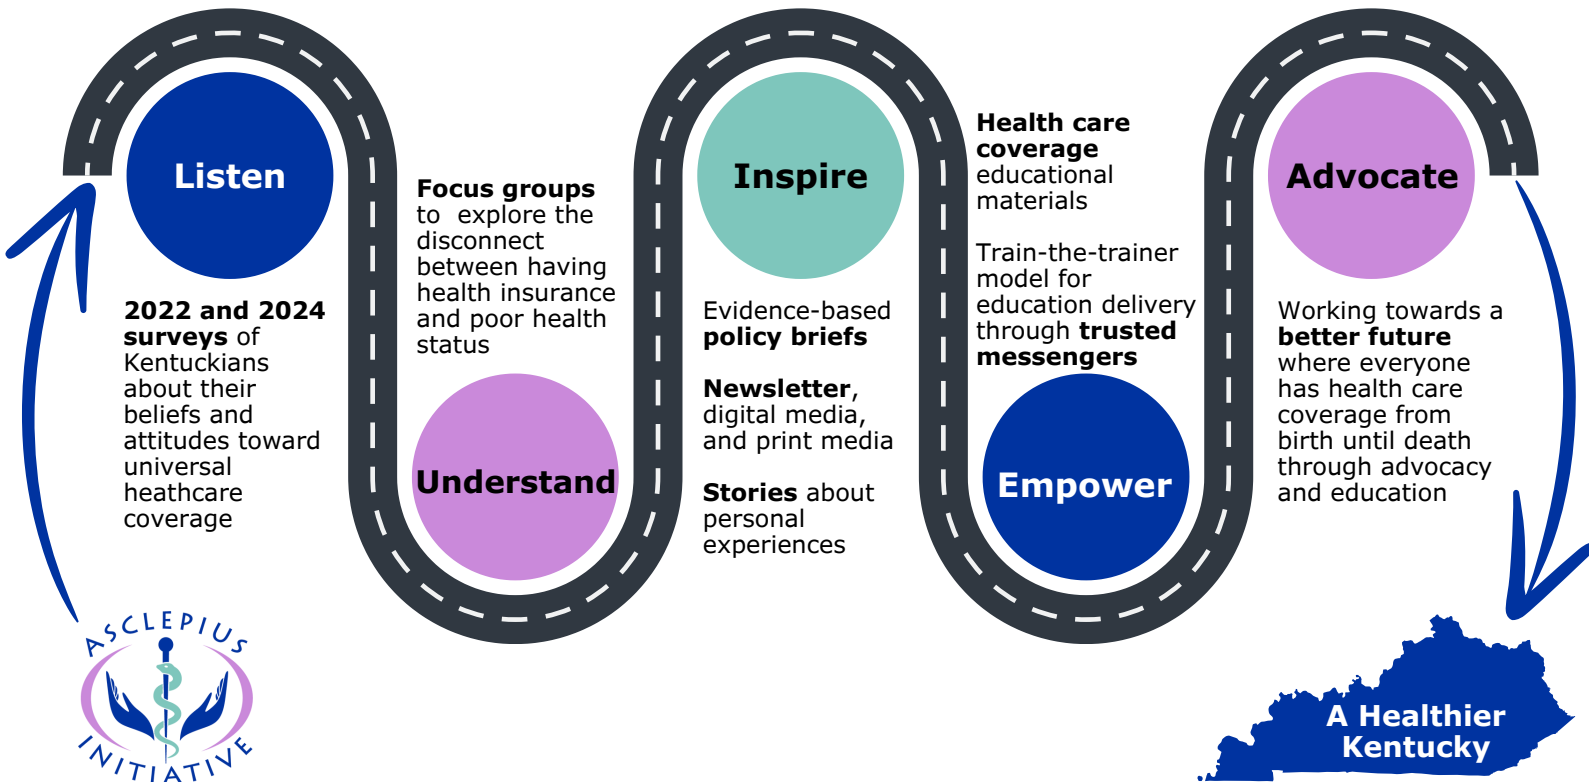 Listen
2022 and 2024
surveys of
Kentuckians
about their
beliefs and
attitudes toward
universal
heathcare
coverage
Focus groups
to explore the
disconnect
between having
health insurance
and poor health
status
Understand
Inspire
Evidence-based
policy briefs
Newsletter,
digital media,
and print media
Stories about
personal
experiences
Health care
coverage
educational
materials
Train-the-trainer
model for
education delivery
through trusted
messengers
Empower
Advocate
Working towards a
better future
where everyone
has health care
coverage from
birth until death
through advocacy
and education
ASCLEPIUS
INITIATIVE
A Healthier
Kentucky